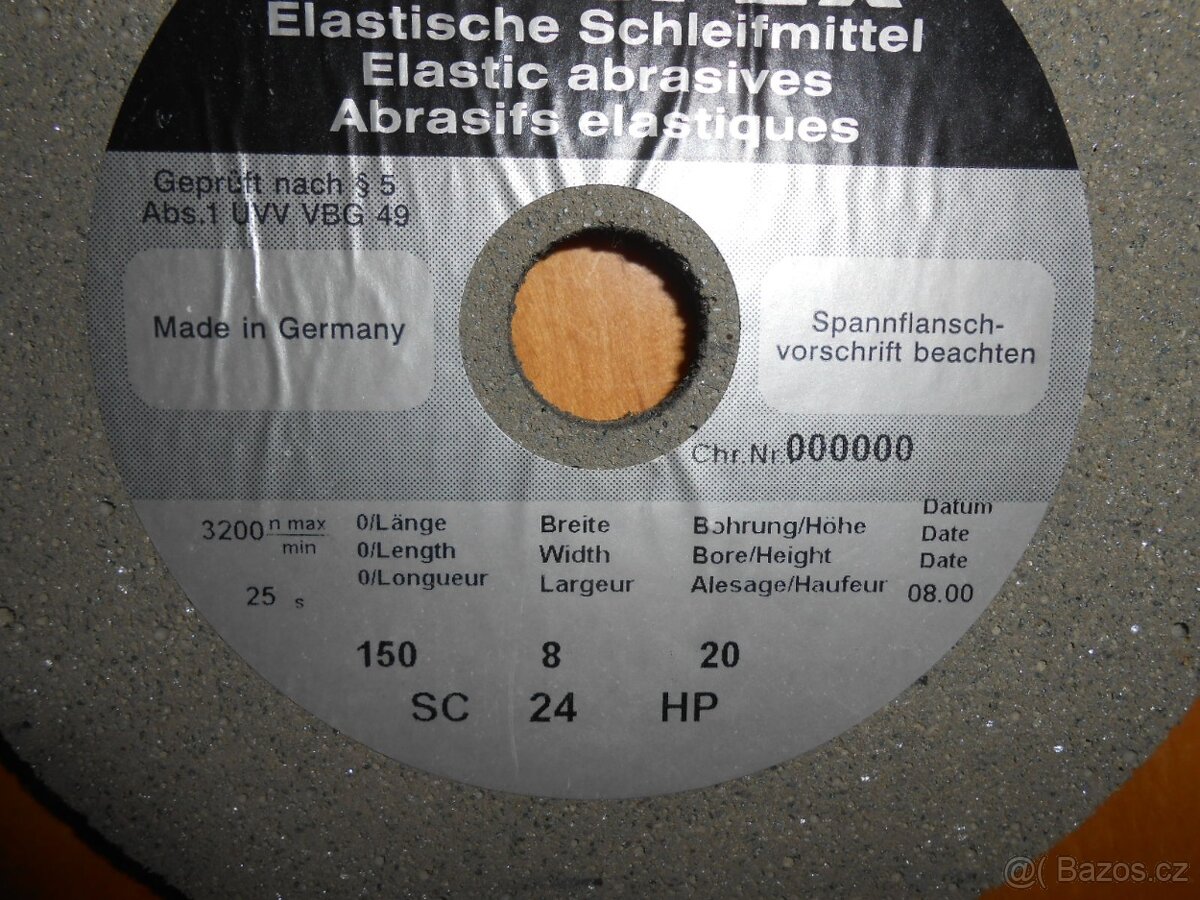 Elastische Schleifmittel
Elastic abrasives
Abrasifs elastiques
Geprüft nach § 5
Abs.1 UVV VBG 49
Made in Germany
Spannflansch-
vorschrift beachten
Chr.Nr.000000
3200 n max
min
25 s
0/Länge
0/Length
0/Longueur
Breite
Width
Largeur
Bohrung/Höhe
Bore/Height
Alesage/Haufeur
Datum
Date
Date
08.00
150 8 20
SC 24 HP
@( Bazos.cz